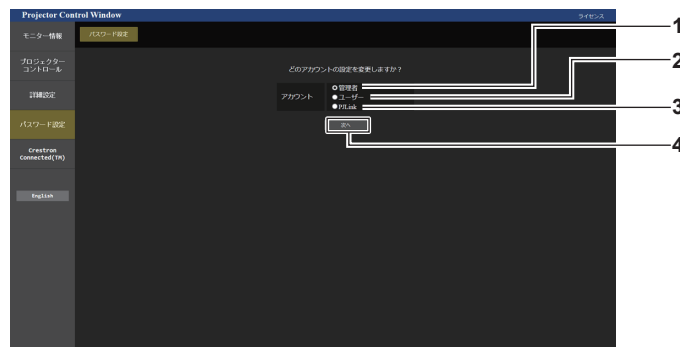 Projector Control Window
ライセンス
モニター情報
パスワード設定
プロジェクター
コントロール
どのアカウントの設定を変更しますか？
詳細設定
アカウント
管理者
ユーザー
PJLink
パスワード設定
次へ
Crestron
Connected(TM)
English
1
2
3
4